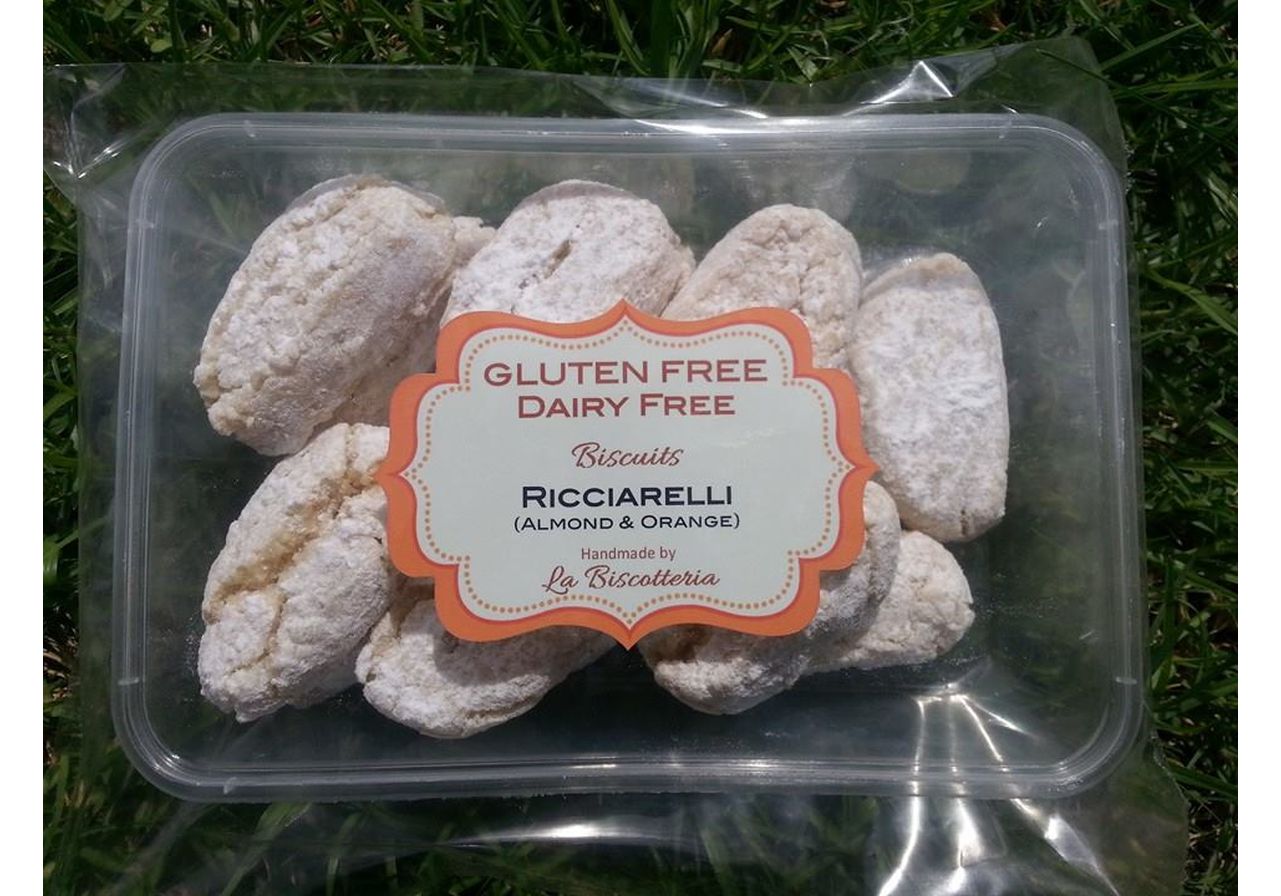 GLUTEN FREE
DAIRY FREE
Biscuits
RICCIARELLI
(ALMOND & ORANGE)
Handmade by
La Biscotteria